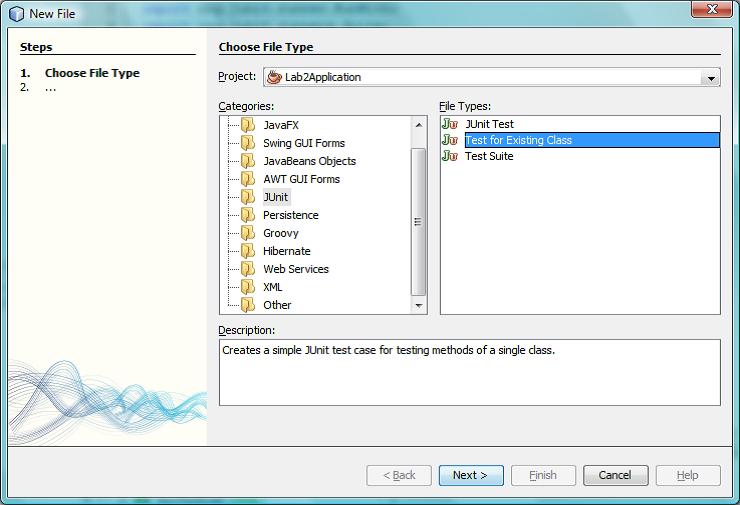 New File
Steps
1. Choose File Type
2. ...
Choose File Type
Project: Lab2Application
Categories:
JavaFX
Swing GUI Forms
JavaBeans Objects
AWT GUI Forms
JUnit
Persistence
Groovy
Hibernate
Web Services
XML
Other
File Types:
JUnit Test
Test for Existing Class
Test Suite
Description:
Creates a simple JUnit test case for testing methods of a single class.
< Back
Next >
Finish
Cancel
Help